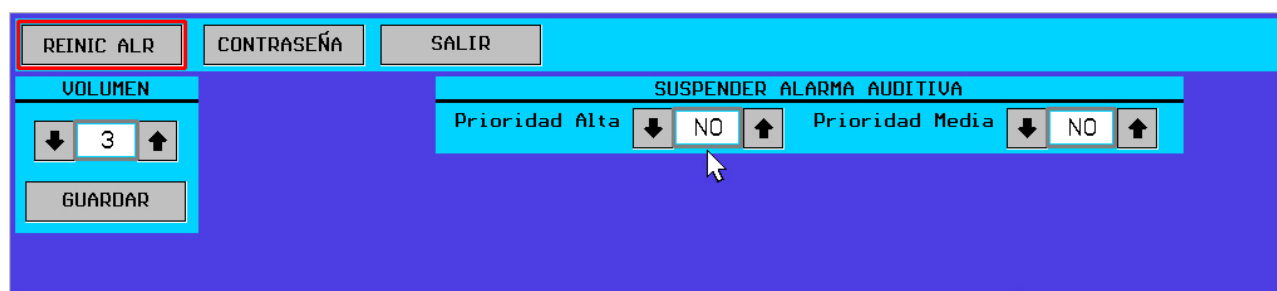 REINIC ALR CONTRASEÑA SALIR
VOLUMEN
3
GUARDAR
SUSPENDER ALARMA AUDITIVA
Prioridad Alta NO Prioridad Media NO